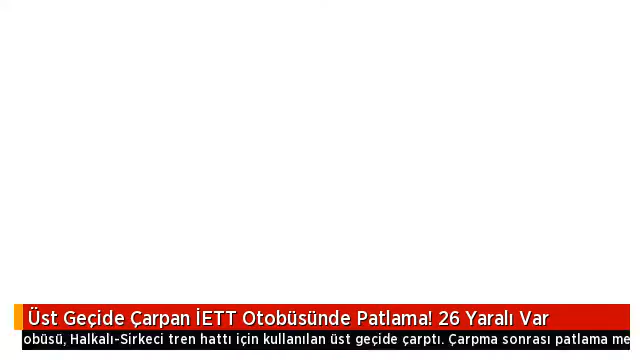 Üst Geçide Çarpan İETT Otobüsünde Patlama! 26 Yaralı Var
obüsü, Halkalı-Sirkeci tren hattı için kullanılan üst geçide çarptı. Çarpma sonrası patlama me